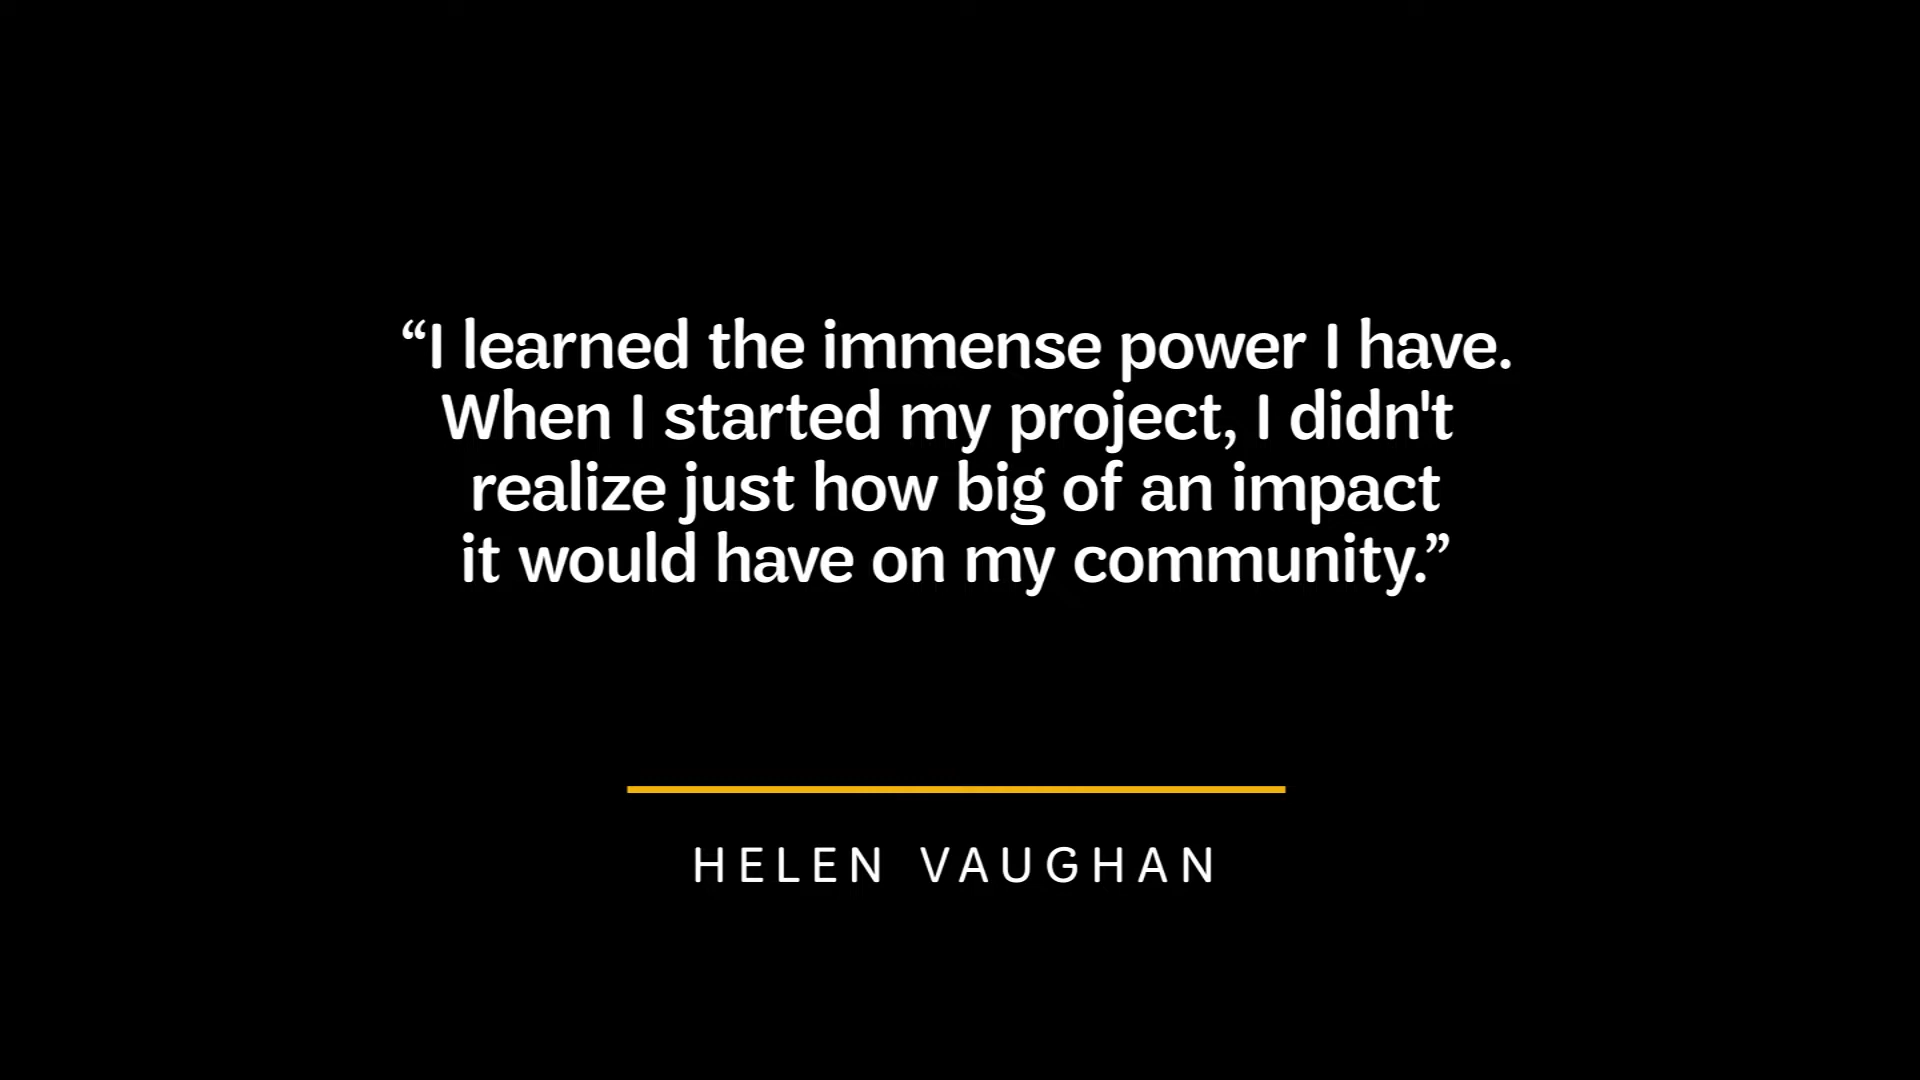 “I learned the immense power I have.
When I started my project, I didn't
realize just how big of an impact
it would have on my community.”
HELEN VAUGHAN